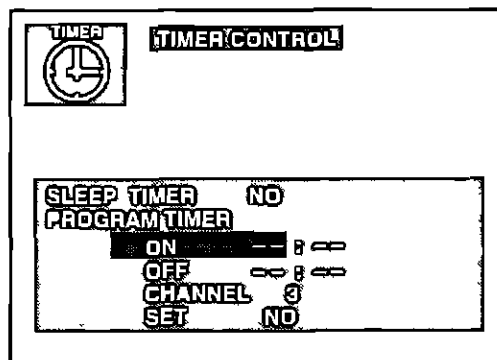 TIMER
TIMER CONTROL
SLEEP TIMER NO
PROGRAM TIMER
ON -- : --
OFF -- : --
CHANNEL 3
SET NO